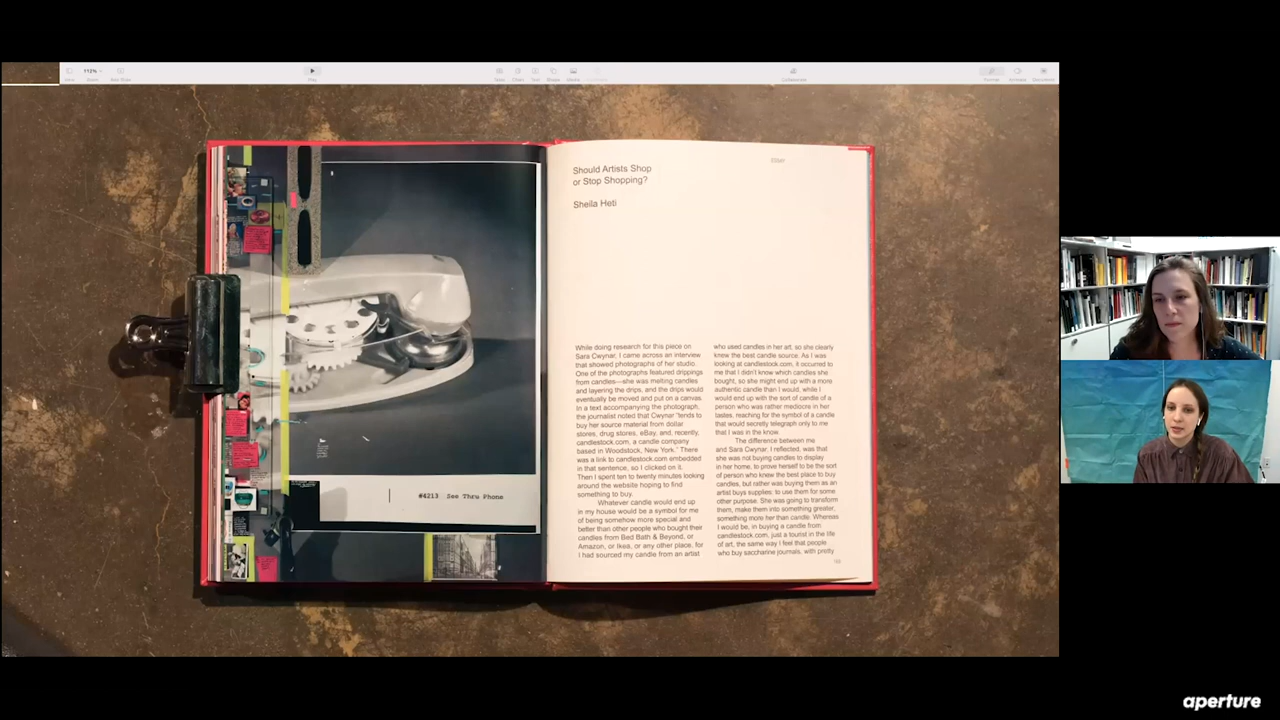 112%
Should Artists Shop
or Stop Shopping?
Sheila Heti
Essay
While doing research for this piece on
Sara Cwynar, I came across an interview
that showed photographs of her studio.
One of the photographs featured drippings
from candles—she was melting candles
and layering the drips, and the drips would
eventually be moved and put on a canvas.
In a text accompanying the photograph,
the journalist noted that Cwynar “tends to
buy her source material from dollar
stores, drug stores, eBay, and, recently,
candlestock.com, a candle company
based in Woodstock, New York.” There
was a link to candlestock.com embedded
in that sentence, so I clicked on it.
Then I spent ten to twenty minutes looking
around the website hoping to find
something to buy.
Whatever candle would end up
in my house would be a symbol for me
of being somehow more special and
better than other people who bought their
candles from Bed Bath & Beyond, or
Amazon, or Ikea, or any other place, for
I had sourced my candle from an artist
who used candles in her art, so she clearly
knew the best candle source. As I was
looking at candlestock.com, it occurred to
me that I didn't know which candles she
bought, so she might end up with a more
authentic candle than I would, while I
would end up with the sort of candle of a
person who was rather mediocre in her
tastes, reaching for the symbol of a candle
that would secretly telegraph only to me
that I was in the know.
The difference between me
and Sara Cwynar, I reflected, was that
she was not buying candles to display
in her home, to prove herself to be the sort
of person who knew the best place to buy
candles, but rather was buying them as an
artist buys supplies: to use them for some
other purpose. She was going to transform
them, make them into something greater,
something more her than candle. Whereas
I would be, in buying a candle from
candlestock.com, just a tourist in the life
of art, the same way I feel that people
who buy saccharine journals, with pretty
#4213 See Thru Phone
aperture